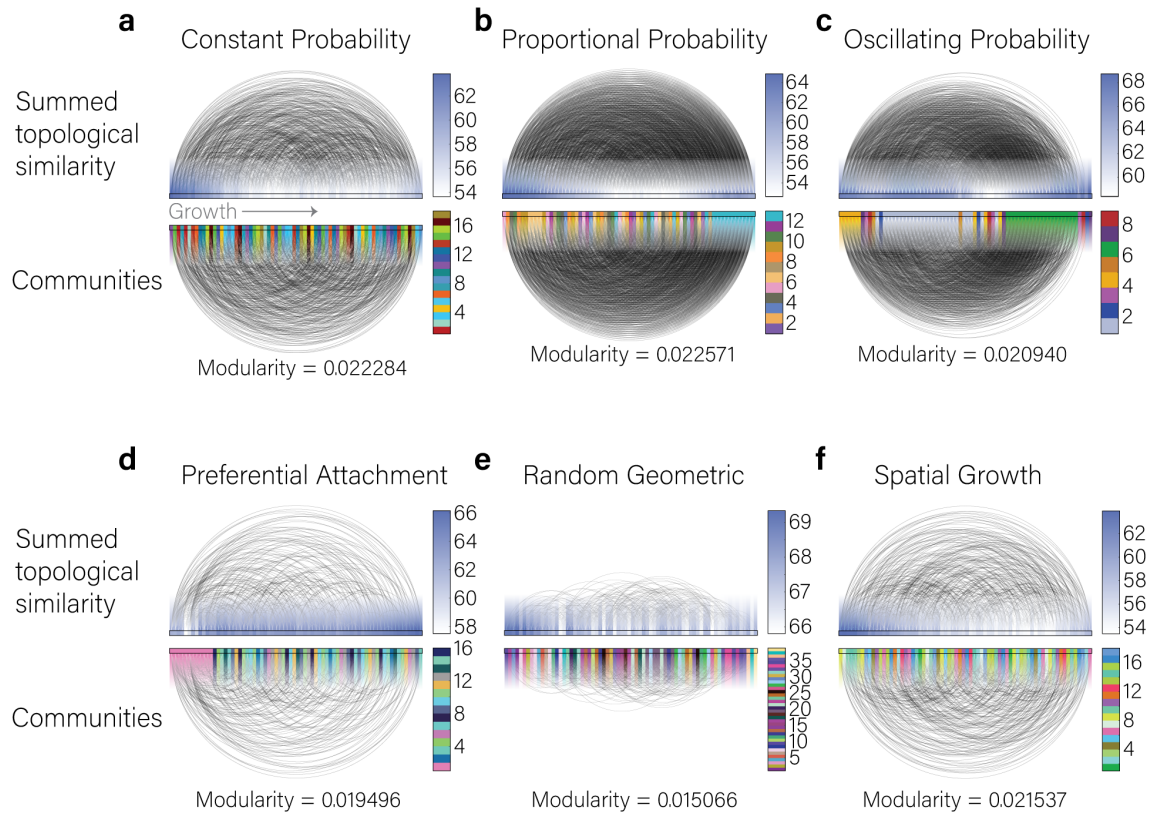 a
Constant Probability
b
Proportional Probability
c
Oscillating Probability
Summed
topological
similarity
62
60
58
56
54
64
62
60
58
56
54
68
66
64
62
60
Growth
Communities
16
12
8
4
12
10
8
6
4
2
8
6
4
2
Modularity = 0.022284
Modularity = 0.022571
Modularity = 0.020940
d
Preferential Attachment
e
Random Geometric
f
Spatial Growth
Summed
topological
similarity
66
64
62
60
58
69
68
67
66
62
60
58
56
54
Communities
16
12
8
4
35
30
25
20
15
10
5
16
12
8
4
Modularity = 0.019496
Modularity = 0.015066
Modularity = 0.021537